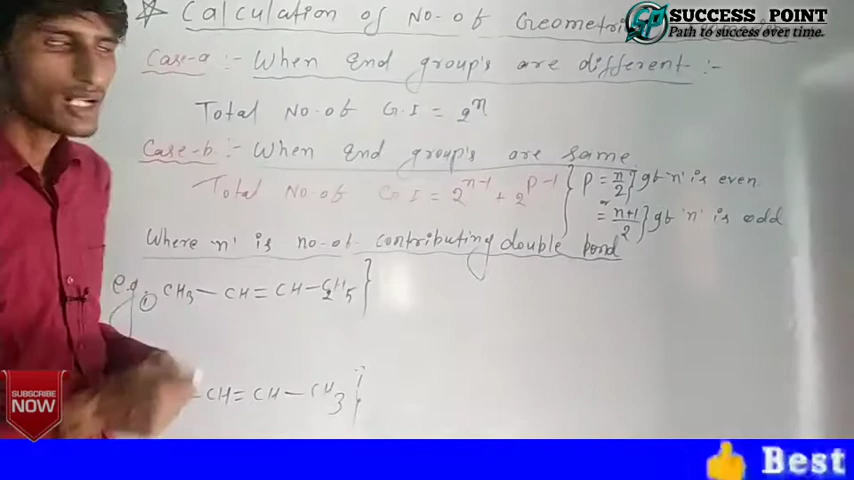 Calculation of No. of Geometri
SUCCESS POINT
Path to success over time.
Case-a :- When End group's are different :-
Total No. of G.I = 2^n
Case-b :- When End group's are same
Total No. of G.I = 2^n-1 + 2^p-1 { P = n/2 } If 'n' is even
or = n+1/2 } If 'n' is odd
Where 'n' is no. of contributing double bond
e.g. ① CH3 — CH = CH — C2H5 }
— CH = CH — CH3 }
SUBSCRIBE
NOW
Best